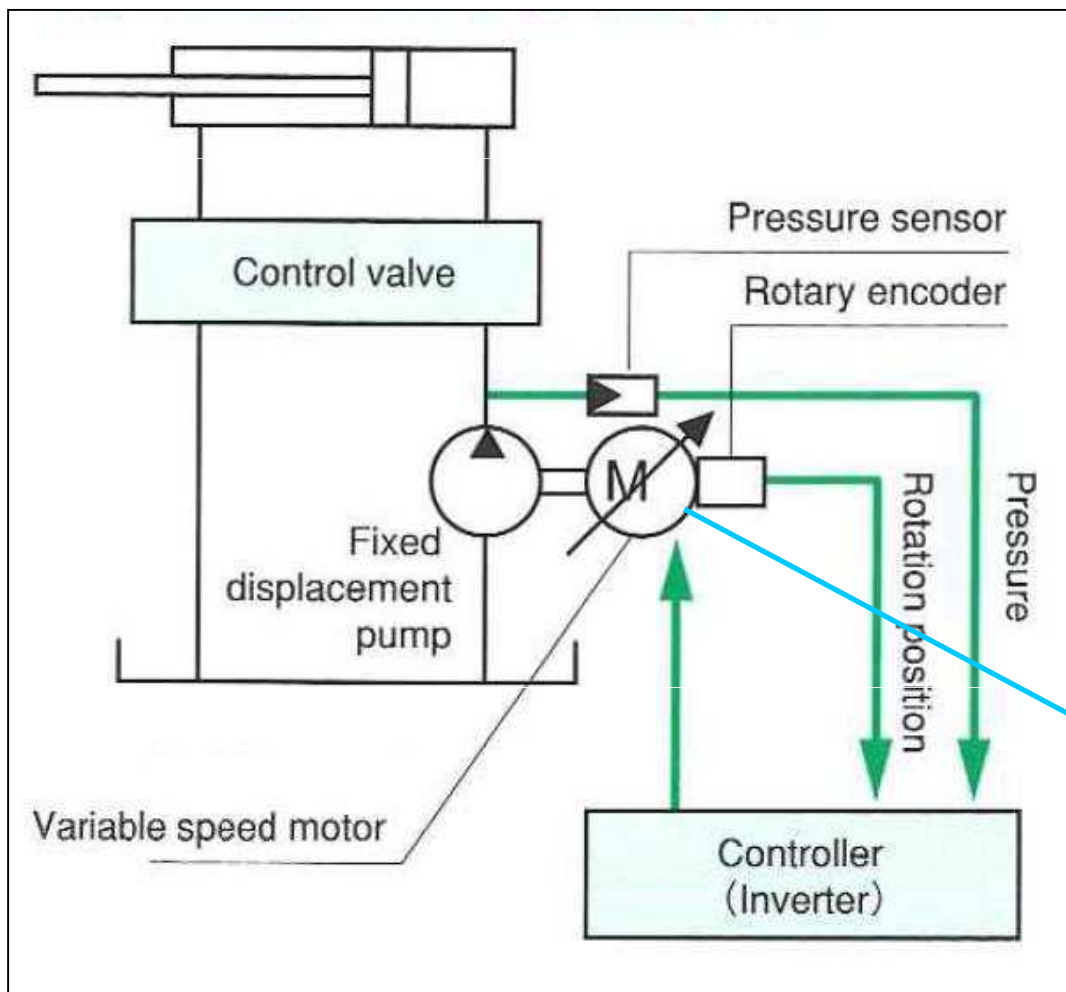 Control valve
Pressure sensor
Rotary encoder
M
Fixed
displacement
pump
Rotation position
Pressure
Variable speed motor
Controller
(Inverter)